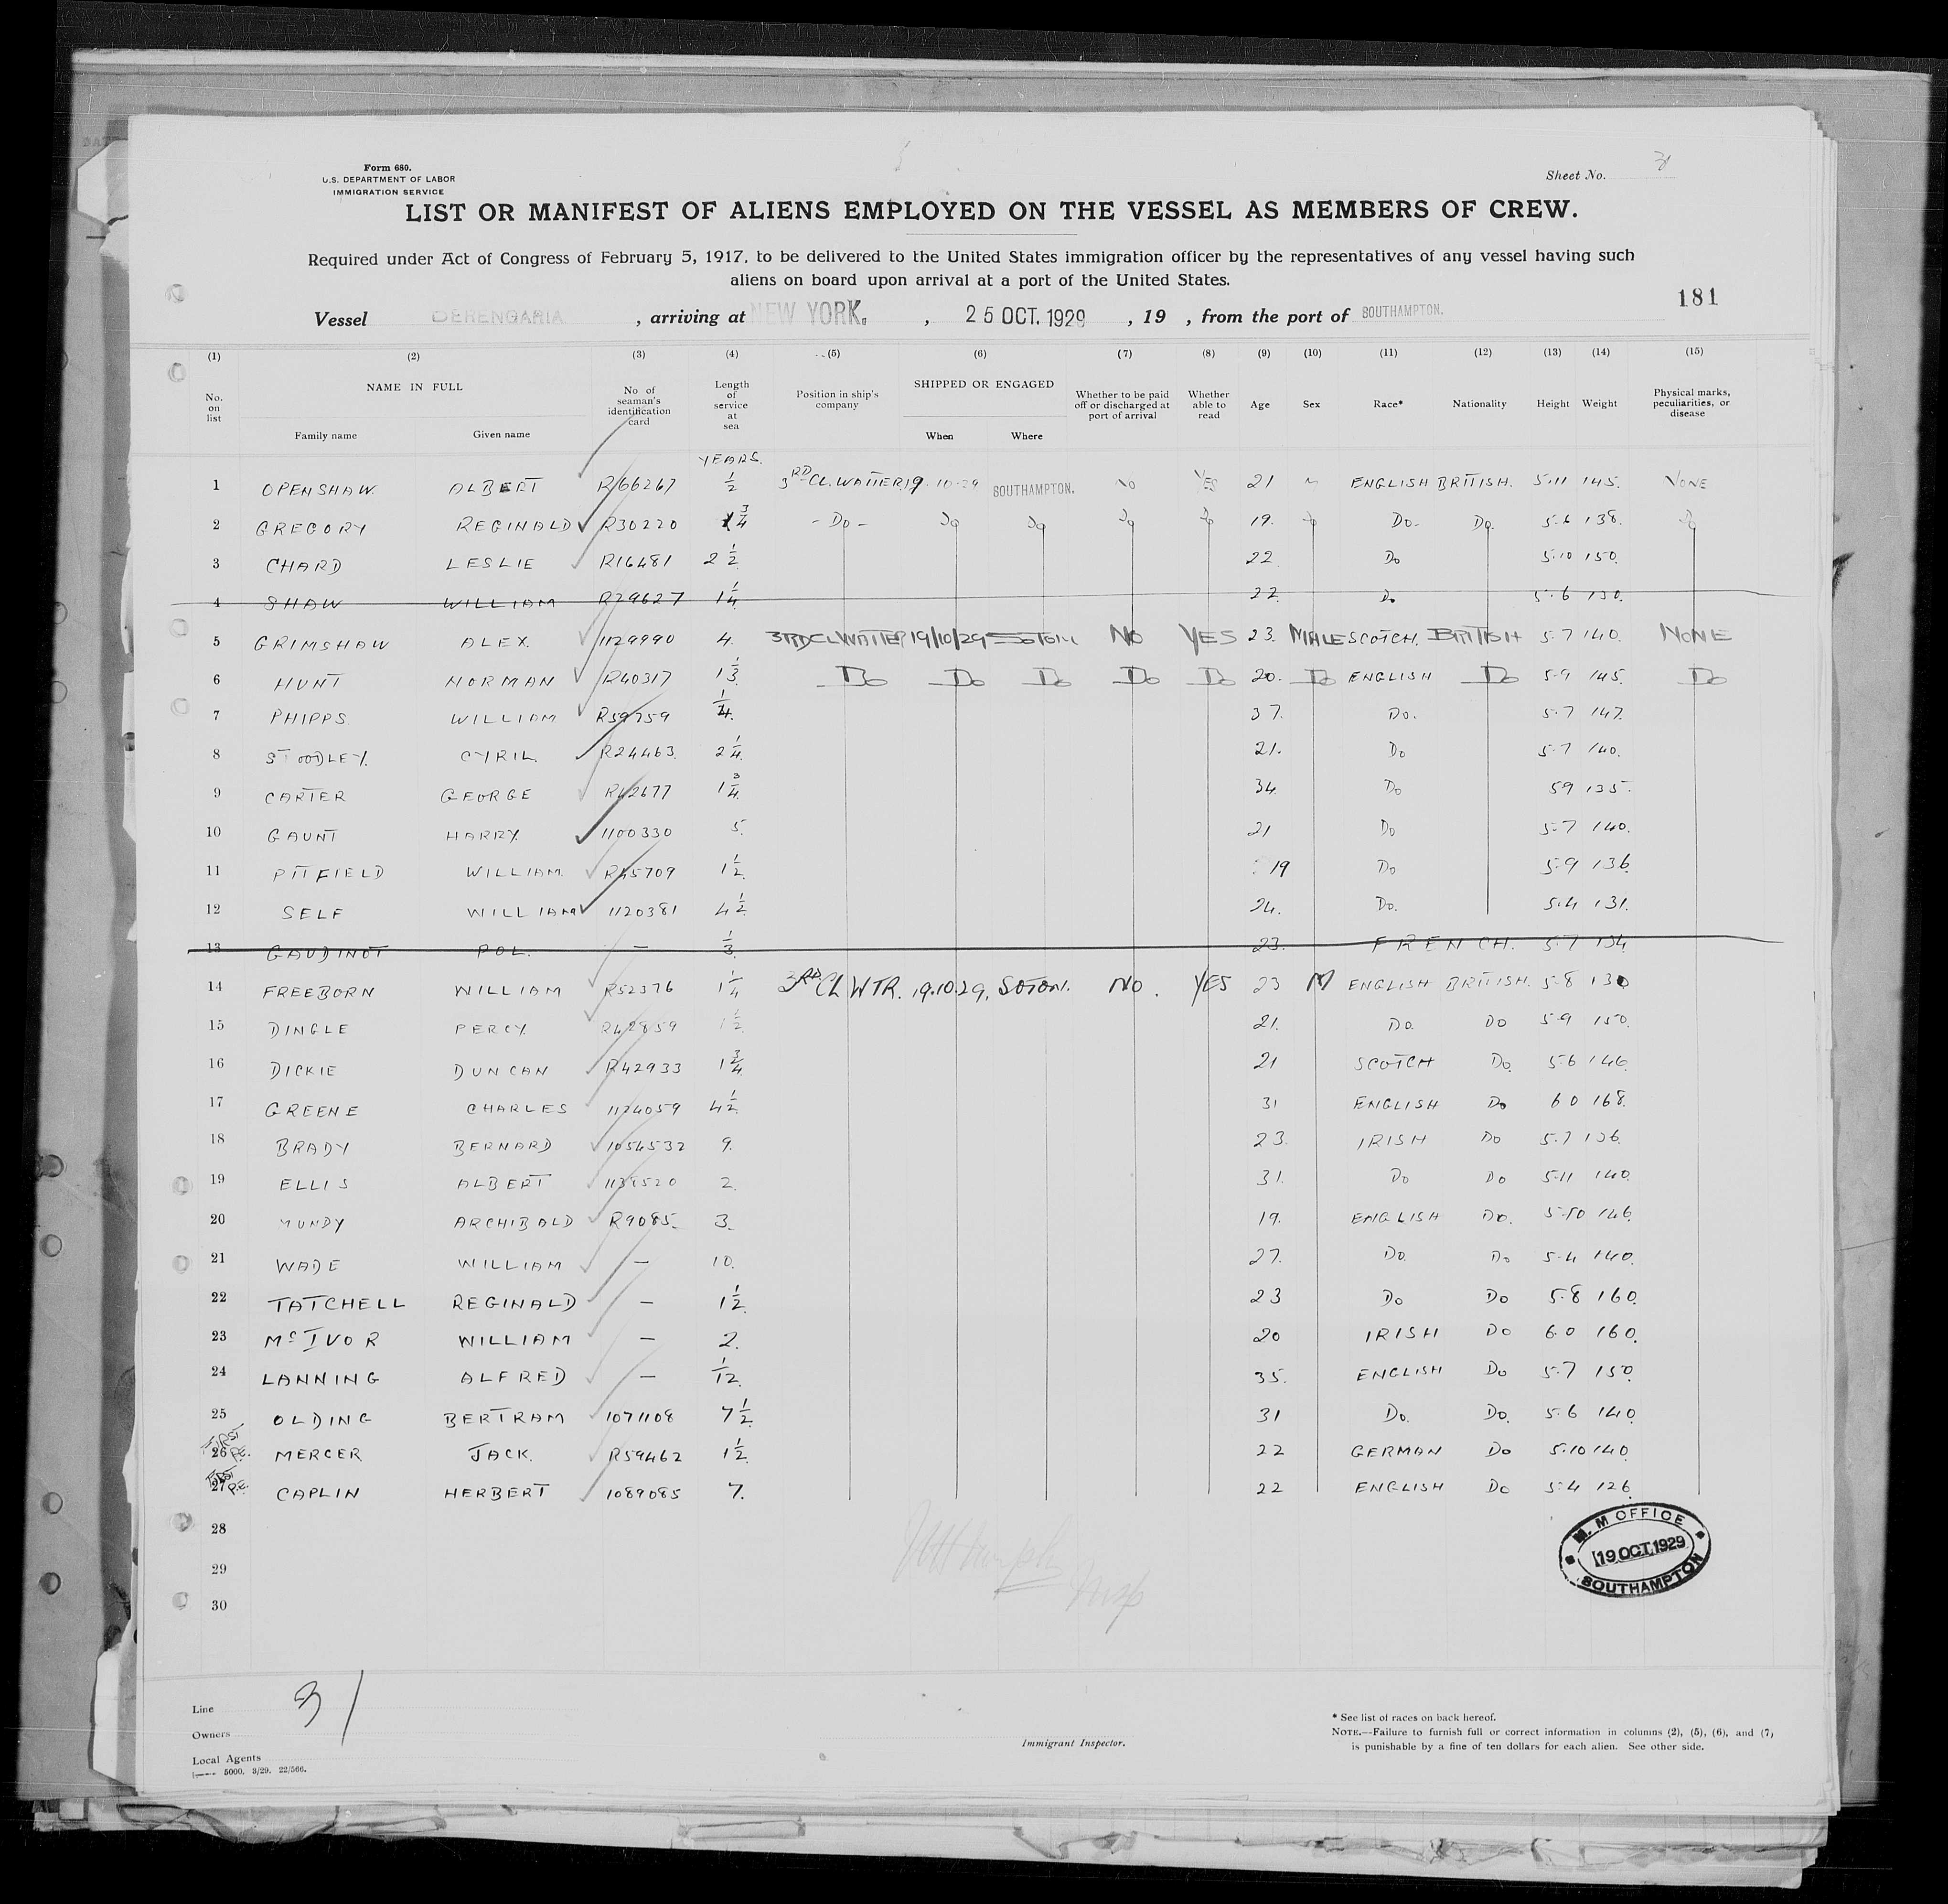 Form 680.
U.S. DEPARTMENT OF LABOR
IMMIGRATION SERVICE
Sheet No.
LIST OR MANIFEST OF ALIENS EMPLOYED ON THE VESSEL AS MEMBERS OF CREW.
Required under Act of Congress of February 5, 1917, to be delivered to the United States immigration officer by the representatives of any vessel having such
aliens on board upon arrival at a port of the United States.
181
Vessel BERENGARIA, arriving at NEW YORK. , 25 OCT. 1929 , 19 , from the port of SOUTHAMPTON.
(1) (2) (3) (4) (5) (6) (7) (8) (9) (10) (11) (12) (13) (14) (15)
No. on list NAME IN FULL Family name Given name No. of seaman's identification card Length of service at sea Position in ship's company SHIPPED OR ENGAGED When Where Whether to be paid off or discharged at port of arrival Whether able to read Age Sex Race* Nationality Height Weight Physical marks, peculiarities, or disease
YEARS.
1 OPENSHAW ALBERT R66267 1/2 3RD CL. WAITER 19.10.29 SOUTHAMPTON. NO YES 21 M ENGLISH BRITISH. 5.11 145. NONE
2 GREGORY REGINALD R30220 3/4 - Do - Do Do Do Do 19. Do Do. Do. 5.6 138. Do
3 CHARD LESLIE R16481 2 1/2 22. Do 5.10 150.
4 SHAW WILLIAM R29627 1 1/4 22. Do 5.6 130.
5 GRIMSHAW ALEX. 1129990 4. 3RD CL WAITER 19/10/29 SOTON NO YES 23. MALE SCOTCH. BRITISH 5.7 140. NONE
6 HUNT NORMAN R40317 1 1/3 Do Do Do Do Do 20. Do ENGLISH Do 5.9 145. Do
7 PHIPPS WILLIAM R59759 1/4. 37. Do. 5.7 147.
8 STOODLEY. CYRIL. R24463. 2 1/4. 21. Do 5.7 140.
9 CARTER GEORGE R42677 1 3/4. 34. Do 5 9 135.
10 GAUNT HARRY. 1100330 5. 21 Do 5.7 140.
11 PITFIELD WILLIAM. R45709 1 1/2. 19 Do 5.9 136.
12 SELF WILLIAM 1120381 4 1/2. 24. Do. 5.4 131.
13 GAUDINOT POL. — 1/3. 23. FRENCH. 5.7 134
14 FREEBORN WILLIAM R52376 1 1/4 3RD CL WTR. 19.10.29. SOTON. NO. YES 23 M ENGLISH BRITISH. 5.8 130
15 DINGLE PERCY. R42859 1 1/2. 21. Do. Do 5.9 150.
16 DICKIE DUNCAN R42933 1 3/4 21 SCOTCH Do. 5.6 146.
17 GREENE CHARLES 1124059 4 1/2. 31 ENGLISH Do 6 0 168.
18 BRADY BERNARD 1054532 9. 23. IRISH Do 5.7 136.
19 ELLIS ALBERT 1139520 2. 31. Do Do 5.11 140.
20 MUNDY ARCHIBALD R9085. 3. 19. ENGLISH Do. 5.10 146.
21 WADE WILLIAM — 10. 27. Do. Do 5.4 140.
22 TATCHELL REGINALD — 1 1/2. 23 Do Do 5.8 160.
23 McIVOR WILLIAM — 2. 20 IRISH Do 6.0 160.
24 LANNING ALFRED — 1/12. 35. ENGLISH Do 5.7 150.
25 OLDING BERTRAM 1071108 7 1/2. 31 Do. Do. 5.6 140.
FIRST P.E. 26 MERCER JACK. R59462 1 1/2. 22 GERMAN Do 5.10 140.
FIRST P.E. 27 CAPLIN HERBERT 1089085 7. 22 ENGLISH Do 5.4 126.
28
29
30
M. M OFFICE
19 OCT. 1929
SOUTHAMPTON
31
Line
Owners
Local Agents
5000. 3/29. 22/566.
Immigrant Inspector.
* See list of races on back hereof.
NOTE.—Failure to furnish full or correct information in columns (2), (5), (6), and (7)
is punishable by a fine of ten dollars for each alien. See other side.